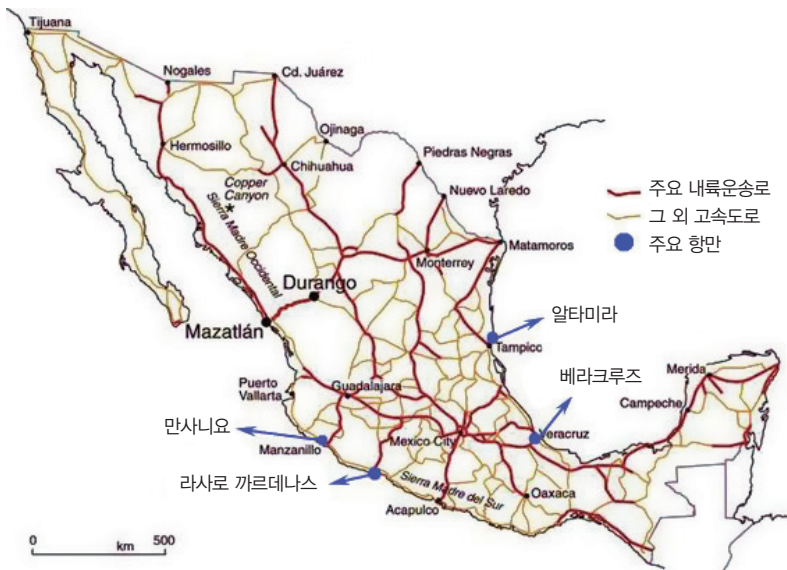 Tijuana
Nogales
Cd. Juárez
Ojinaga
Hermosillo
Chihuahua
Piedras Negras
Copper
Canyon
Sierra Madre Occidental
Nuevo Laredo
주요 내륙운송로
그 외 고속도로
주요 항만
Matamoros
Monterrey
Durango
Mazatlán
알타미라
Tampicc
베라크루즈
Puerto
Vallarta
Guadalajara
Merida
Campeche
만사니요
Manzanillo
Mexico City
Veracruz
라사로 까르데나스
Sierra Madre del Sur
Oaxaca
Acapulco
0 500
km